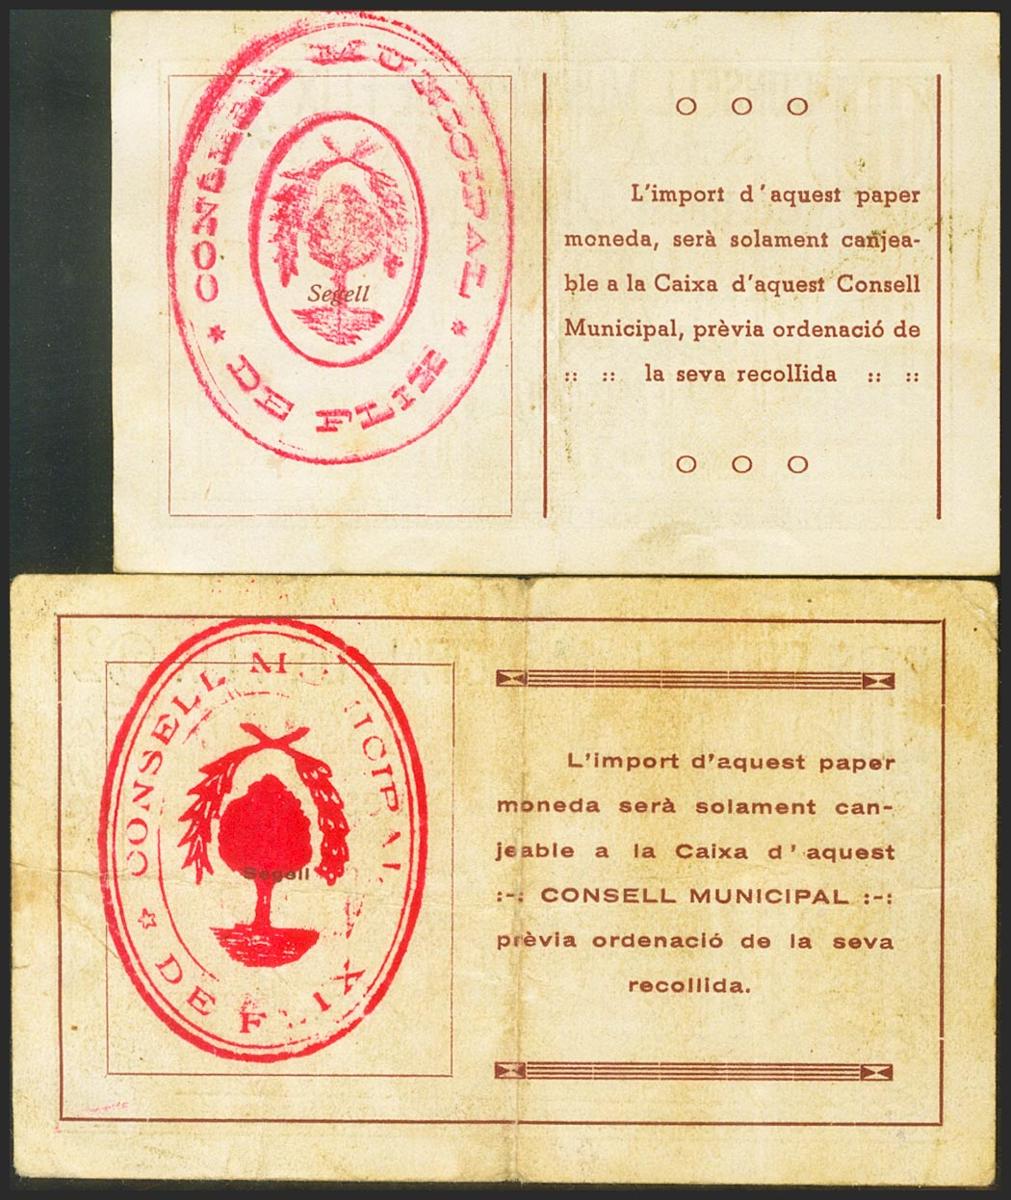 CONSELL MUNICIPAL
DE FLIX
Segell
L'import d'aquest paper
moneda, serà solament canjea-
ble a la Caixa d'aquest Consell
Municipal, prèvia ordenació de
:: :: la seva recollida :: ::
CONSELL M ICIPAL
DE FLIX
Segell
L'import d'aquest paper
moneda serà solament can-
jeable a la Caixa d'aquest
:-: CONSELL MUNICIPAL :-:
prèvia ordenació de la seva
recollida.